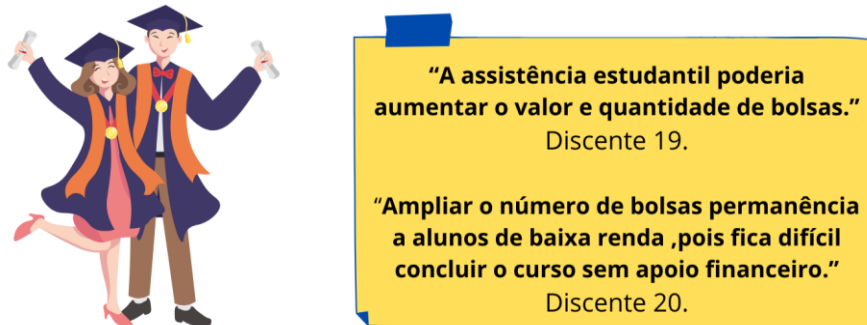 “A assistência estudantil poderia
aumentar o valor e quantidade de bolsas.”
Discente 19.
“Ampliar o número de bolsas permanência
a alunos de baixa renda ,pois fica difícil
concluir o curso sem apoio financeiro.”
Discente 20.